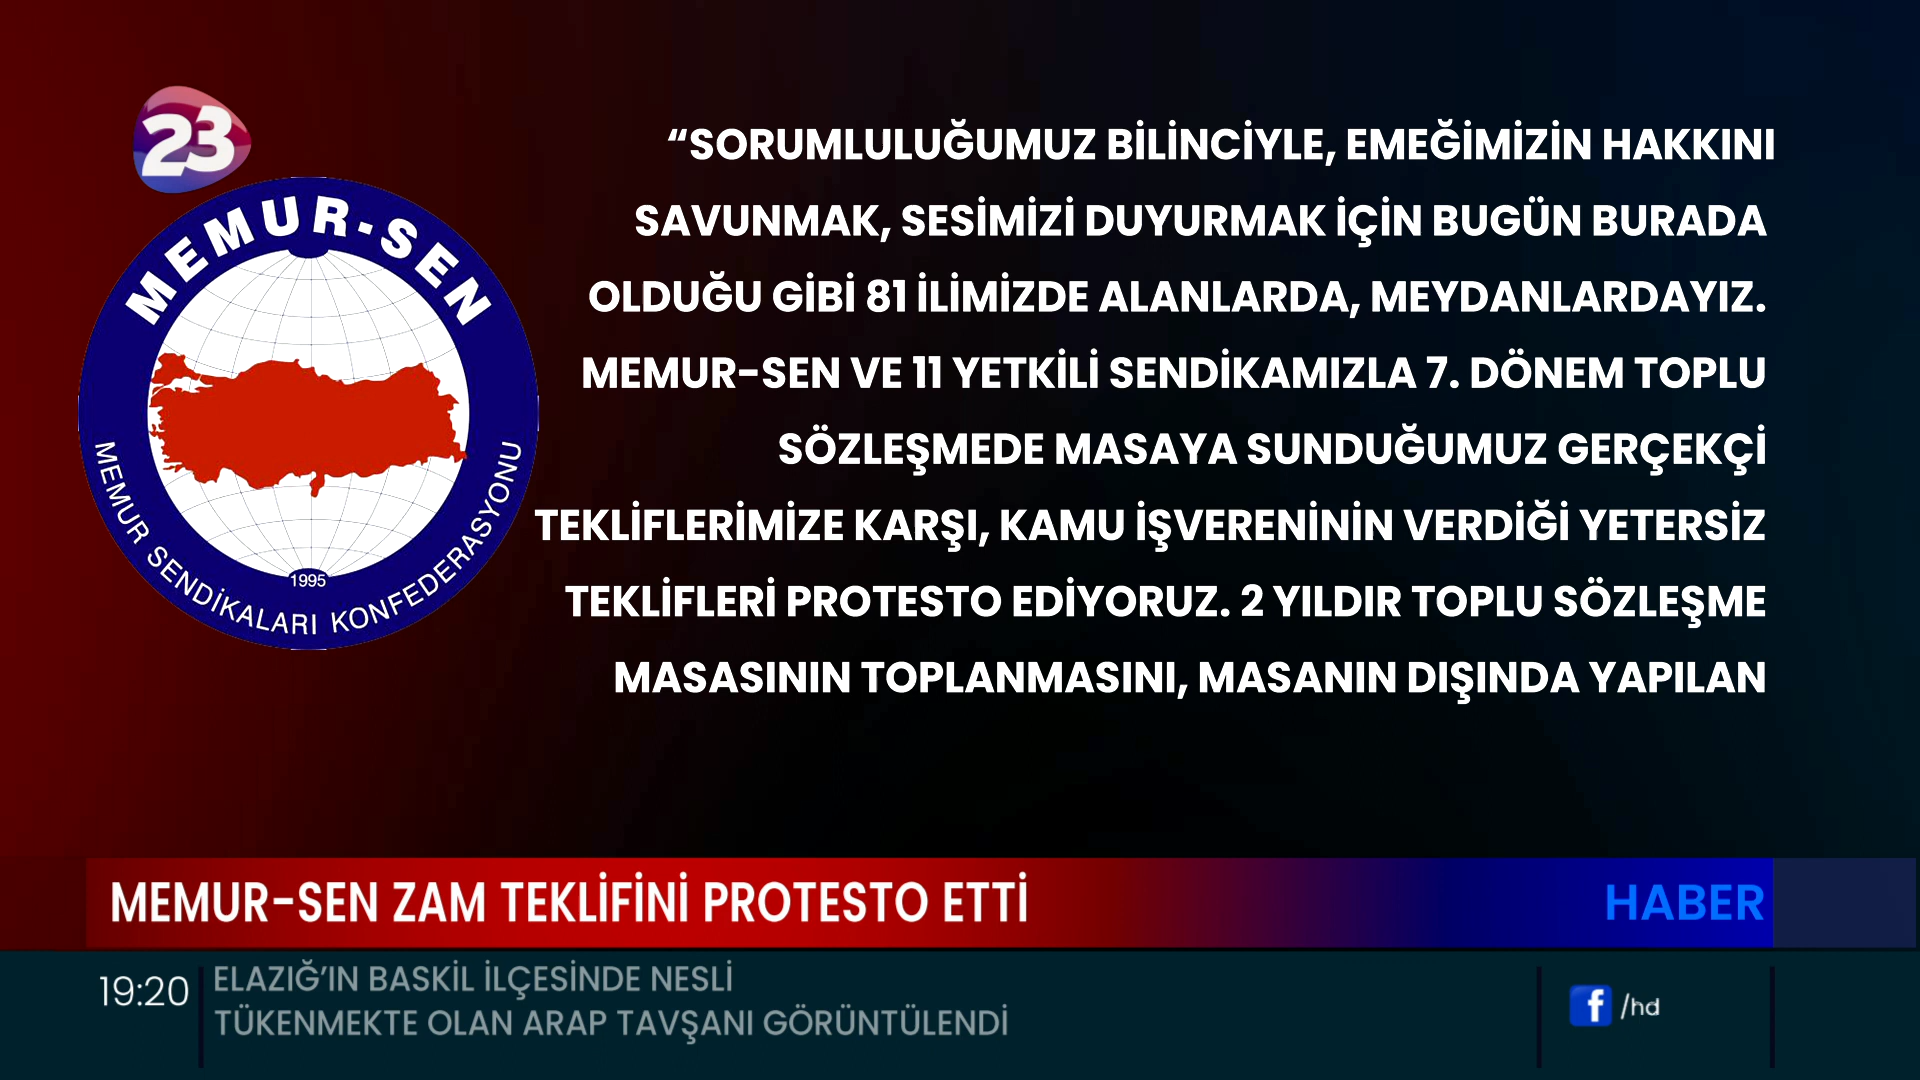 23
MEMUR-SEN
MEMUR SENDİKALARI KONFEDERASYONU
1995
“SORUMLULUĞUMUZ BİLİNCİYLE, EMEĞİMİZİN HAKKINI
SAVUNMAK, SESİMİZİ DUYURMAK İÇİN BUGÜN BURADA
OLDUĞU GİBİ 81 İLİMİZDE ALANLARDA, MEYDANLARDAYIZ.
MEMUR-SEN VE 11 YETKİLİ SENDİKAMIZLA 7. DÖNEM TOPLU
SÖZLEŞMEDE MASAYA SUNDUĞUMUZ GERÇEKÇİ
TEKLİFLERİMİZE KARŞI, KAMU İŞVERENİNİN VERDİĞİ YETERSİZ
TEKLİFLERİ PROTESTO EDİYORUZ. 2 YILDIR TOPLU SÖZLEŞME
MASASININ TOPLANMASINI, MASANIN DIŞINDA YAPILAN
MEMUR-SEN ZAM TEKLİFİNİ PROTESTO ETTİ
HABER
19:20
ELAZIĞ’IN BASKİL İLÇESİNDE NESLİ
TÜKENMEKTE OLAN ARAP TAVŞANI GÖRÜNTÜLENDİ
f /hd